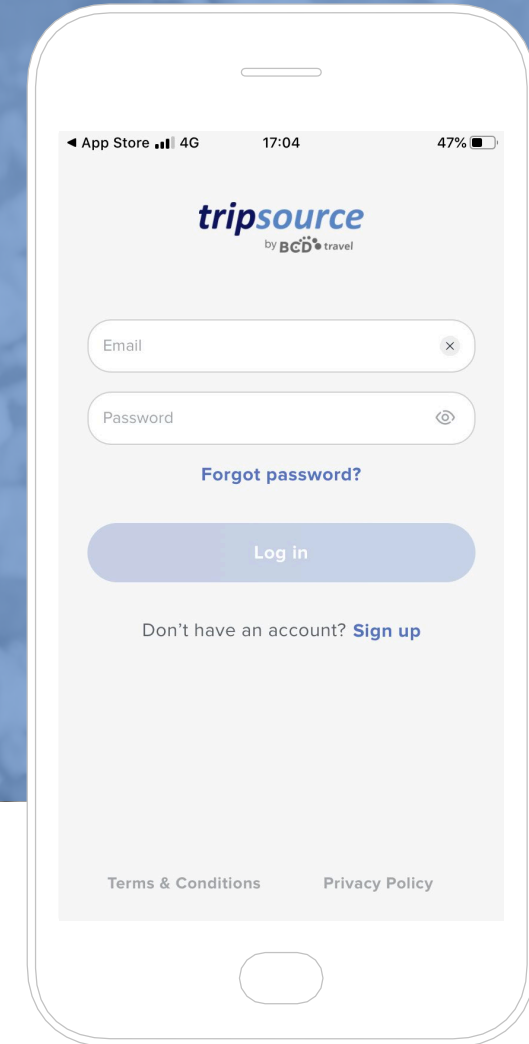 ◀ App Store 4G 17:04 47%
tripsource
by BCD travel
Email
Password
Forgot password?
Log in
Don't have an account? Sign up
Terms & Conditions Privacy Policy